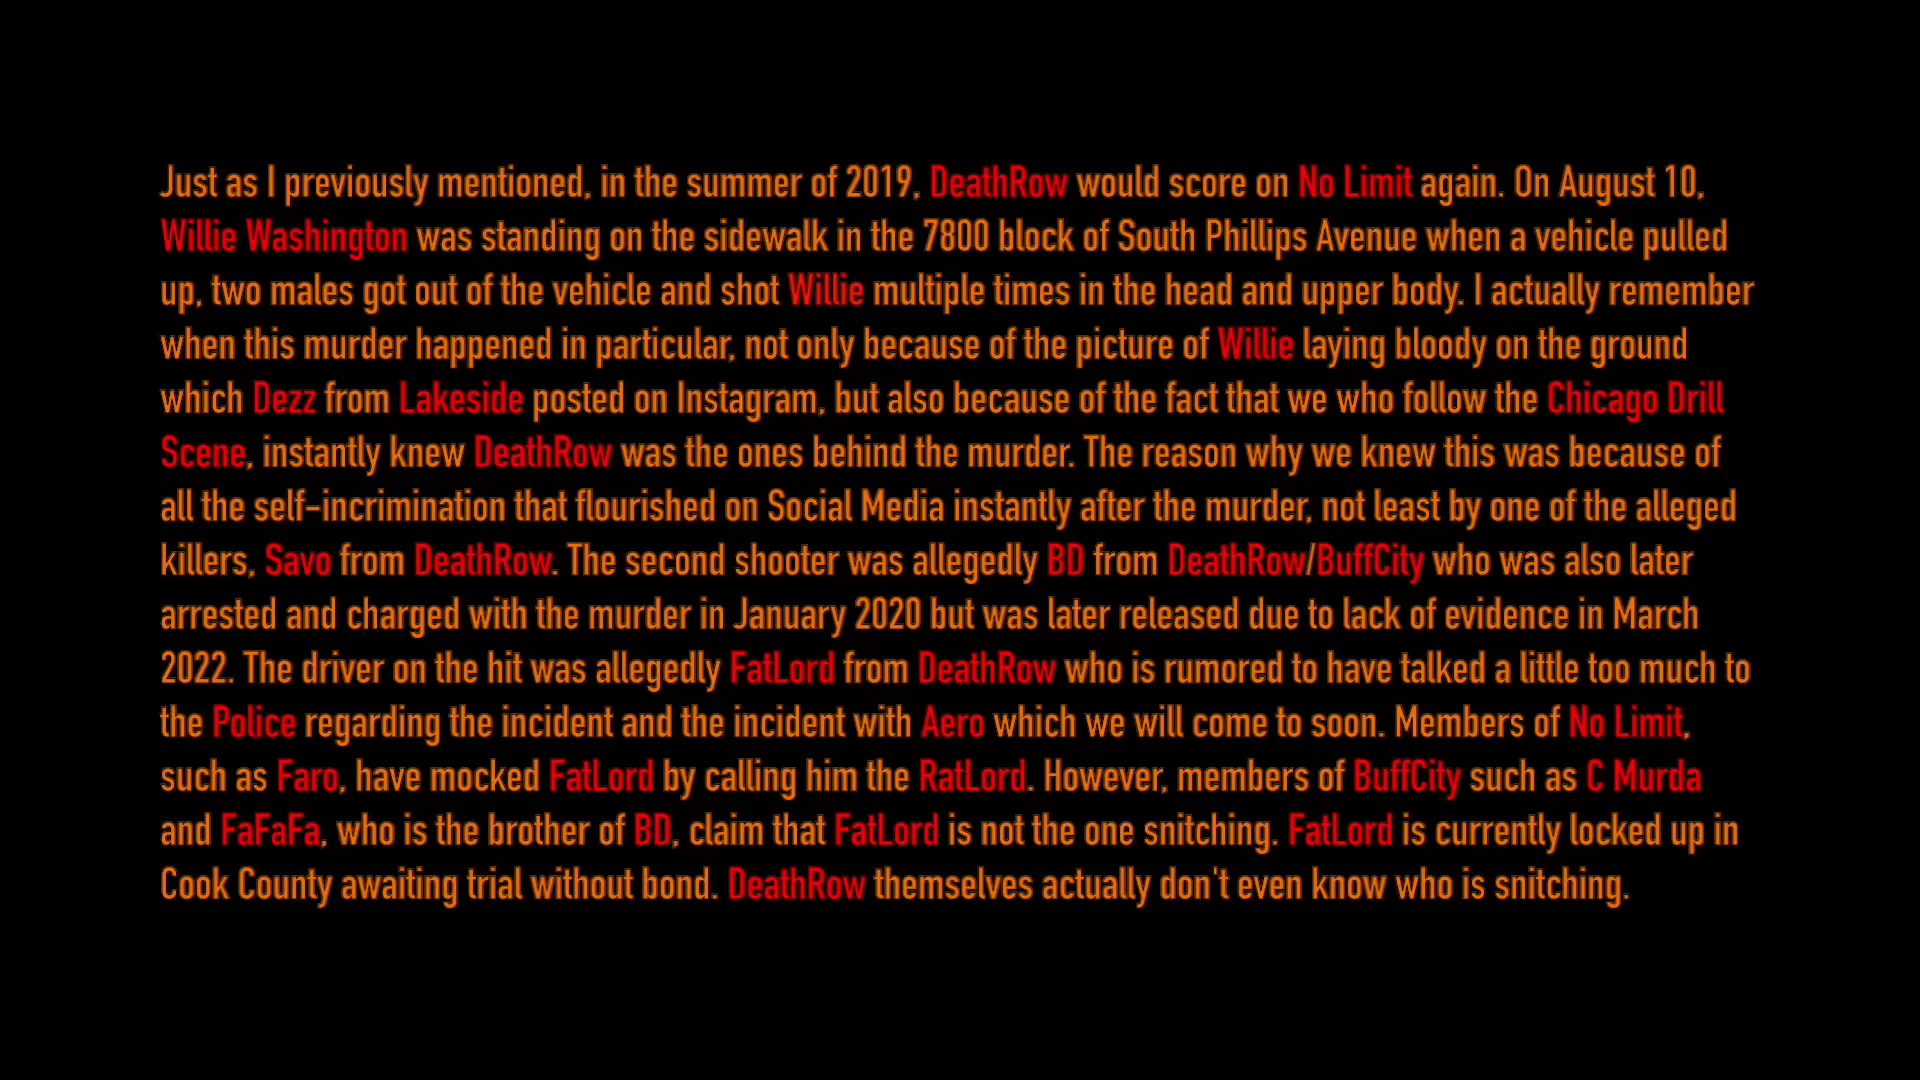 Just as I previously mentioned, in the summer of 2019, DeathRow would score on No Limit again. On August 10,
Willie Washington was standing on the sidewalk in the 7800 block of South Phillips Avenue when a vehicle pulled
up, two males got out of the vehicle and shot Willie multiple times in the head and upper body. I actually remember
when this murder happened in particular, not only because of the picture of Willie laying bloody on the ground
which Dezz from Lakeside posted on Instagram, but also because of the fact that we who follow the Chicago Drill
Scene, instantly knew DeathRow was the ones behind the murder. The reason why we knew this was because of
all the self-incrimination that flourished on Social Media instantly after the murder, not least by one of the alleged
killers, Savo from DeathRow. The second shooter was allegedly BD from DeathRow/BuffCity who was also later
arrested and charged with the murder in January 2020 but was later released due to lack of evidence in March
2022. The driver on the hit was allegedly FatLord from DeathRow who is rumored to have talked a little too much to
the Police regarding the incident and the incident with Aero which we will come to soon. Members of No Limit,
such as Faro, have mocked FatLord by calling him the RatLord. However, members of BuffCity such as C Murda
and FaFaFa, who is the brother of BD, claim that FatLord is not the one snitching. FatLord is currently locked up in
Cook County awaiting trial without bond. DeathRow themselves actually don't even know who is snitching.